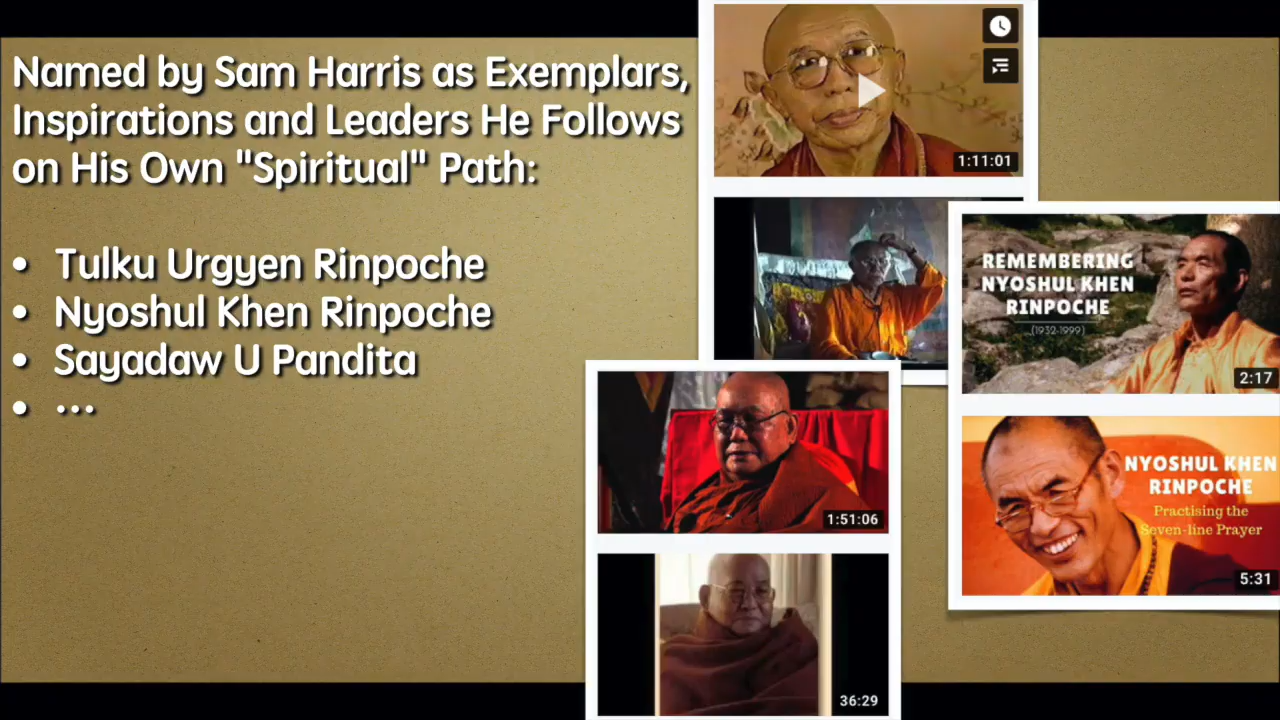 Named by Sam Harris as Exemplars,
Inspirations and Leaders He Follows
on His Own "Spiritual" Path:
• Tulku Urgyen Rinpoche
• Nyoshul Khen Rinpoche
• Sayadaw U Pandita
• ...
1:11:01
REMEMBERING
NYOSHUL KHEN
RINPOCHE
(1932-1999)
2:17
1:51:06
NYOSHUL KHEN
RINPOCHE
Practising the
Seven-line Prayer
5:31
36:29